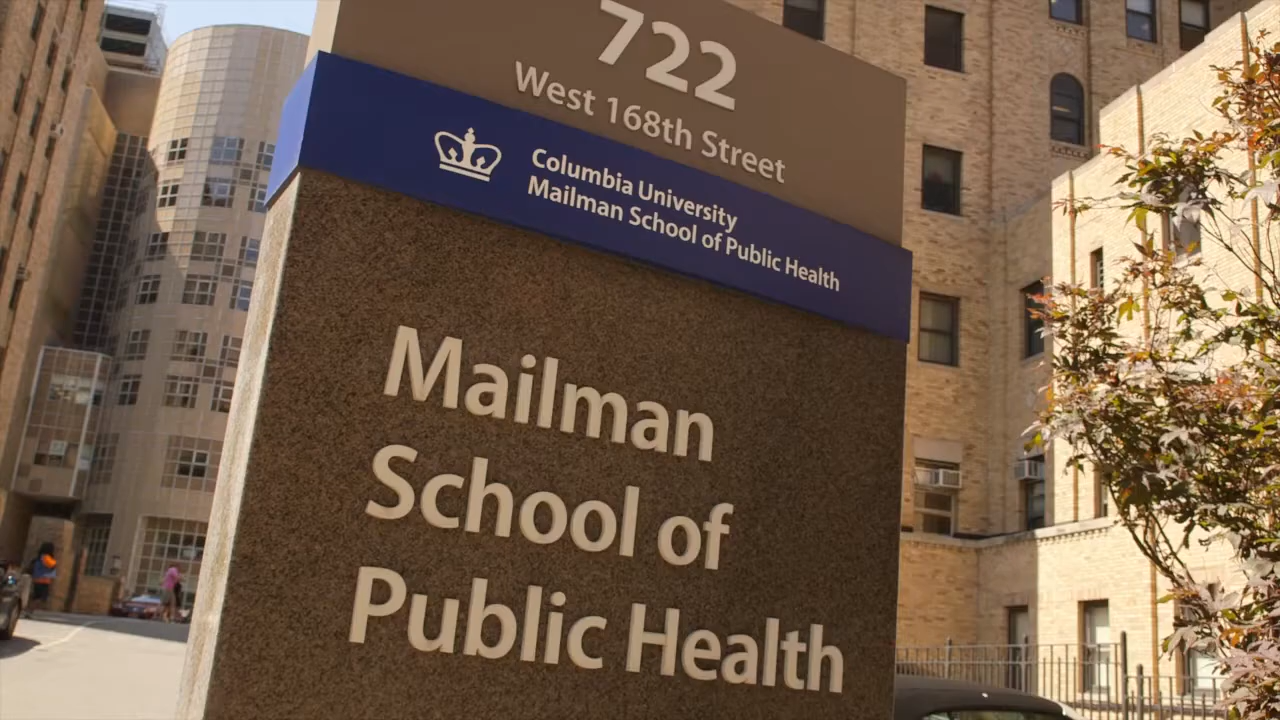 722
West 168th Street
Columbia University
Mailman School of Public Health
Mailman
School of
Public Health